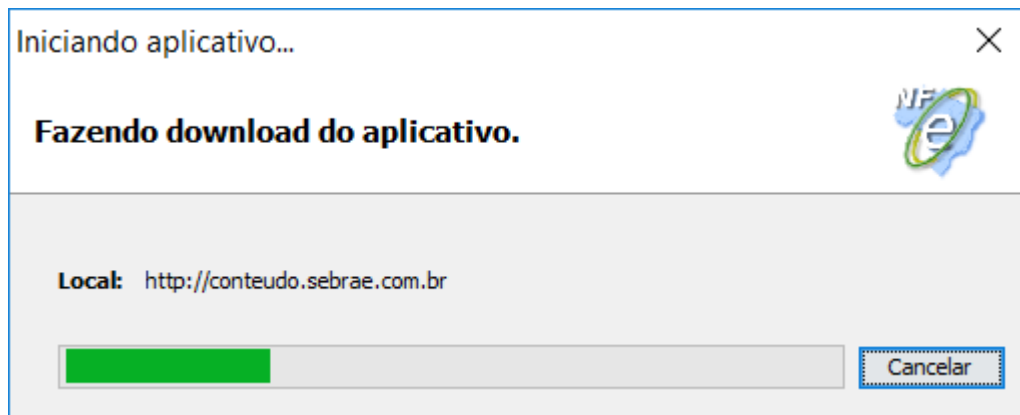 Iniciando aplicativo...
NF
e
Fazendo download do aplicativo.
Local: http://conteudo.sebrae.com.br
Cancelar